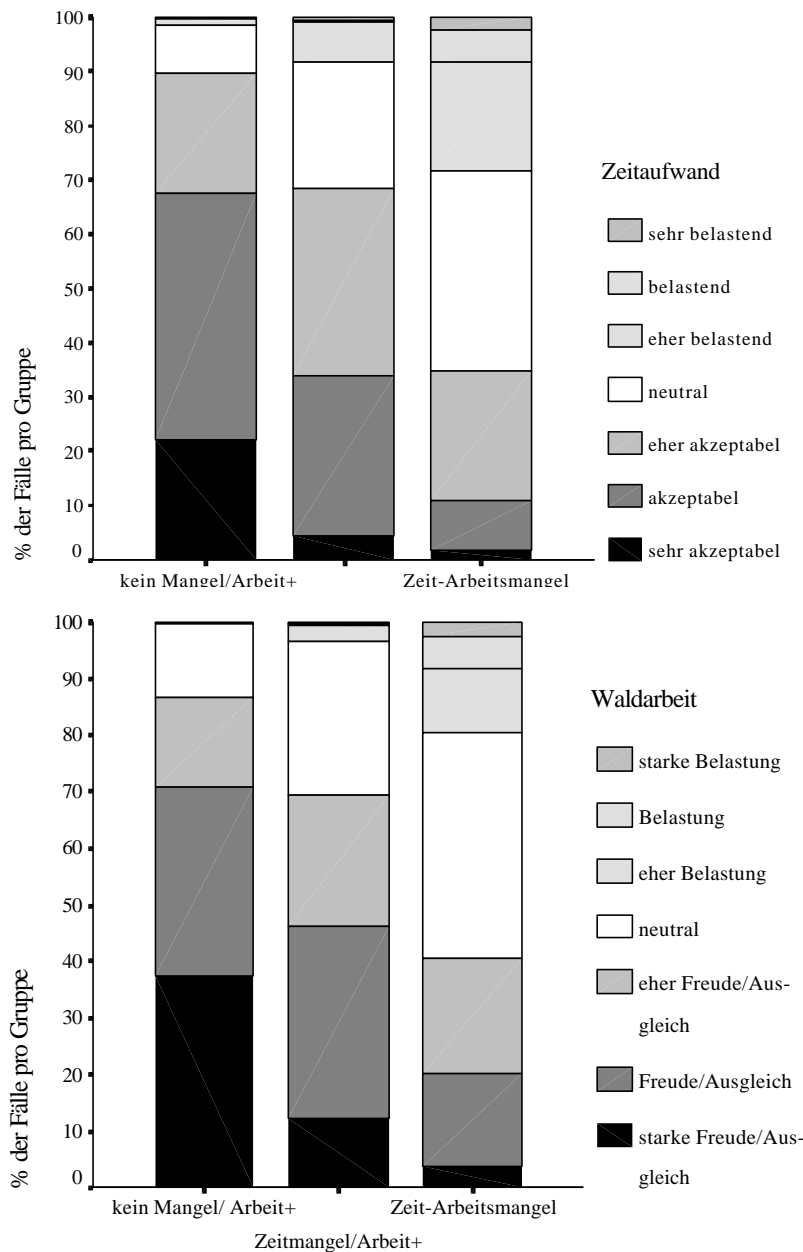 100
90
80
70
60
50
40
30
20
10
0
% der Fälle pro Gruppe
kein Mangel/Arbeit+
Zeit-Arbeitsmangel
Zeitaufwand
sehr belastend
belastend
eher belastend
neutral
eher akzeptabel
akzeptabel
sehr akzeptabel
100
90
80
70
60
50
40
30
20
10
0
% der Fälle pro Gruppe
kein Mangel/ Arbeit+
Zeit-Arbeitsmangel
Zeitmangel/Arbeit+
Waldarbeit
starke Belastung
Belastung
eher Belastung
neutral
eher Freude/Aus-
gleich
Freude/Ausgleich
starke Freude/Aus-
gleich